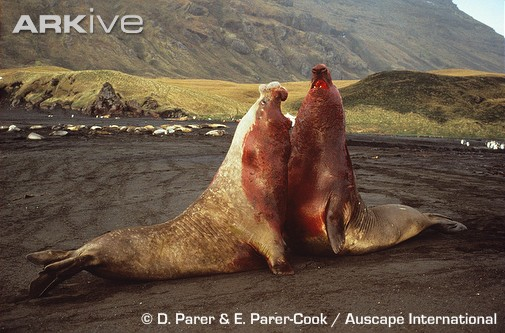 ARKIVE
© D. Parer & E. Parer-Cook / Auscape International